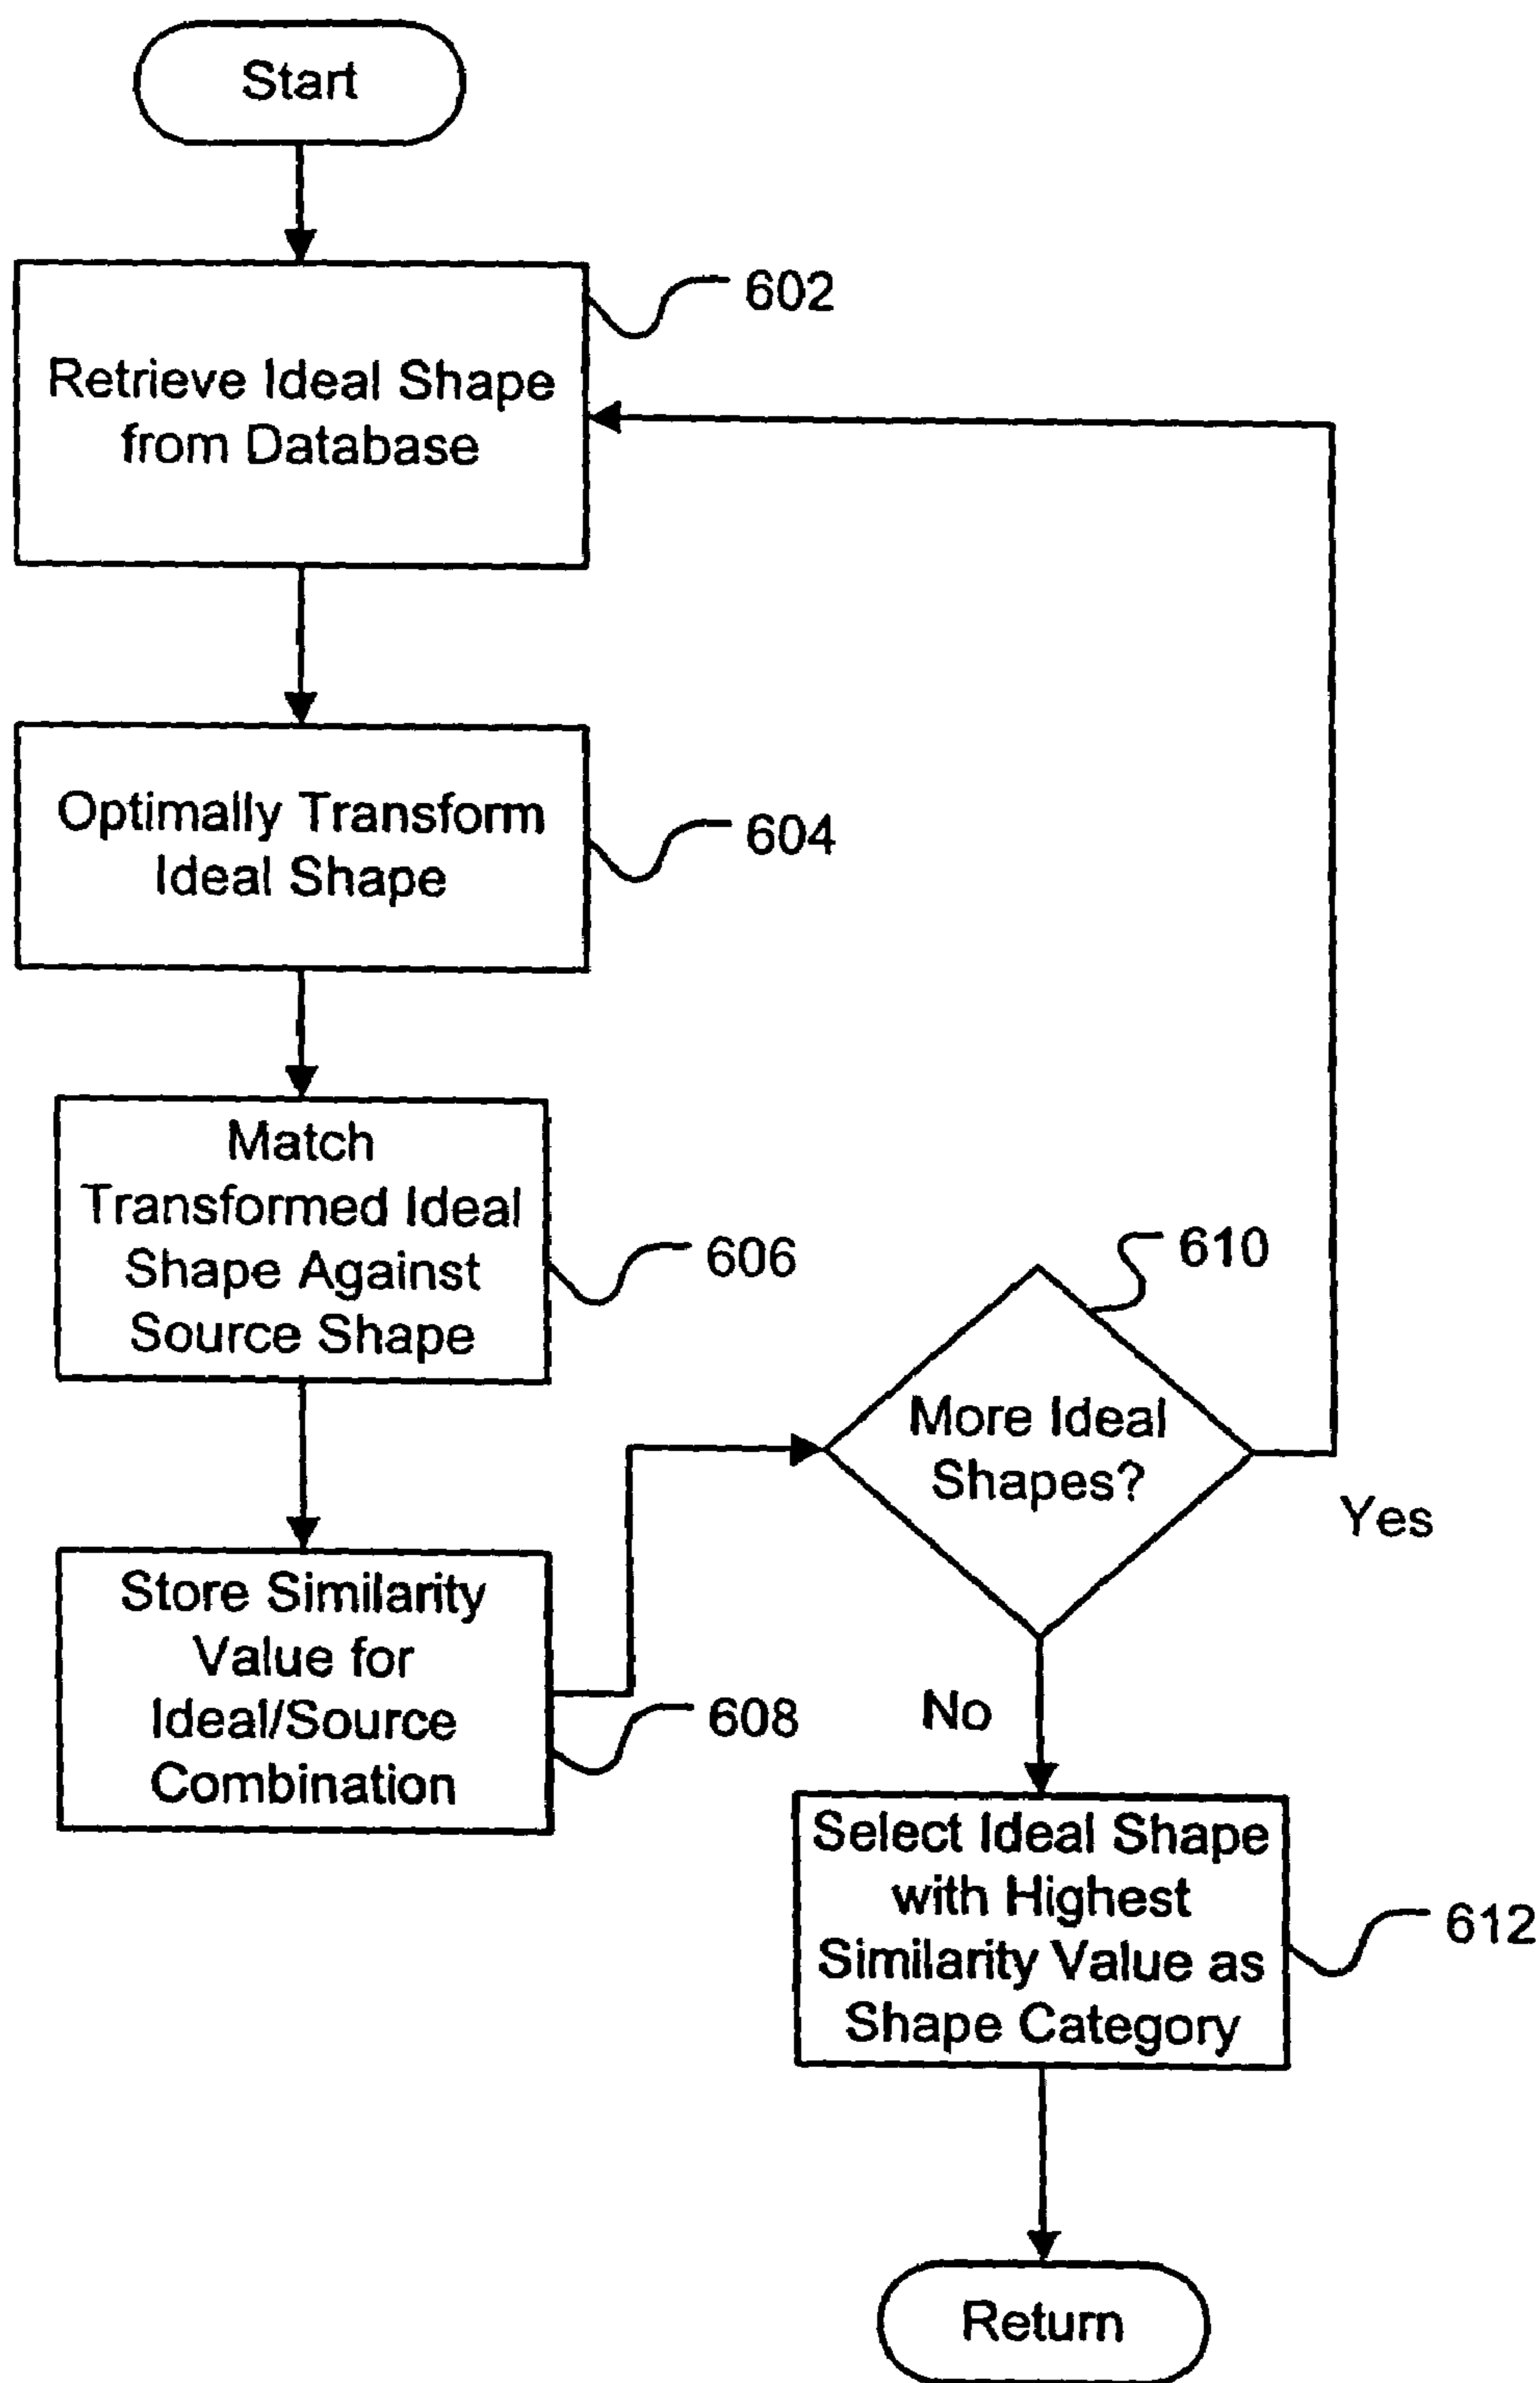 Start
602
Retrieve Ideal Shape
from Database
Optimally Transform
Ideal Shape
604
Match
Transformed Ideal
Shape Against
Source Shape
606
610
More Ideal
Shapes?
Yes
Store Similarity
Value for
Ideal/Source
Combination
608
No
Select Ideal Shape
with Highest
Similarity Value as
Shape Category
612
Return